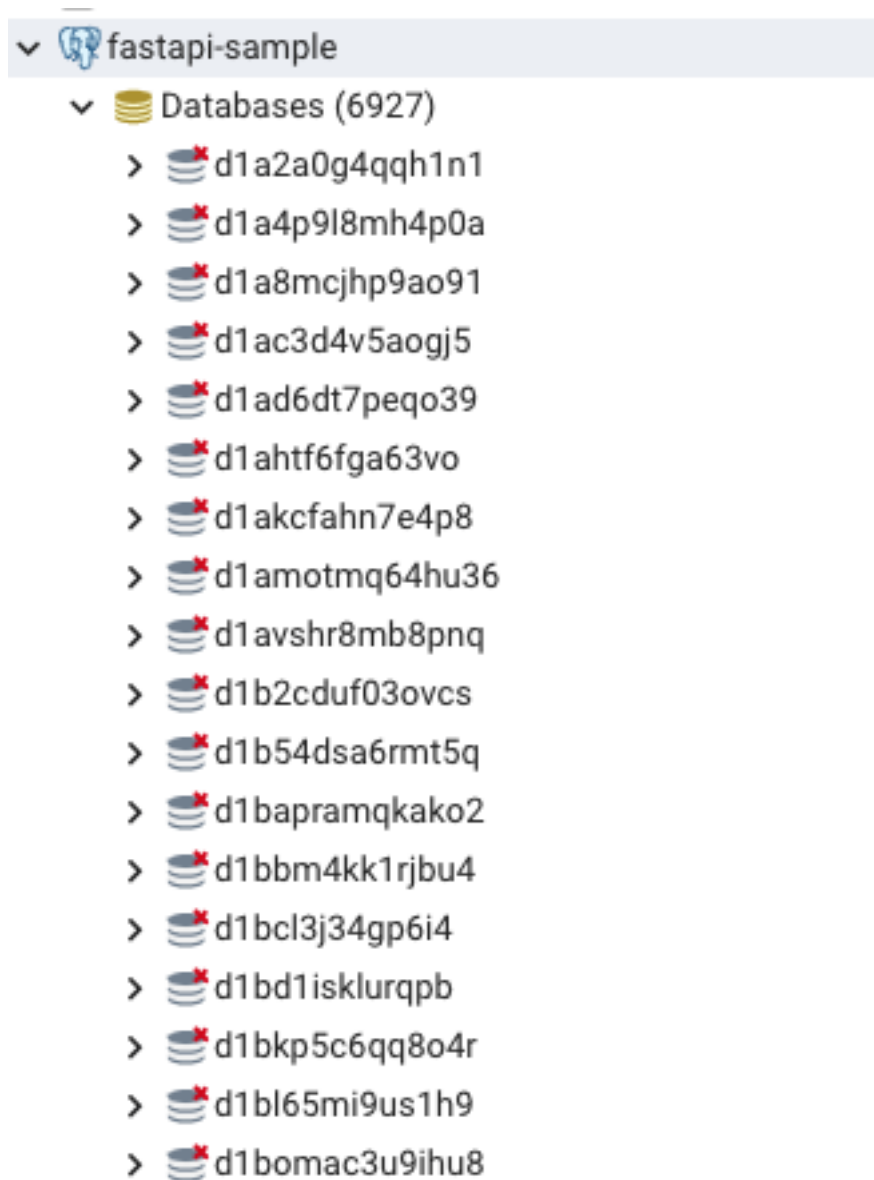 fastapi-sample
Databases (6927)
d1a2a0g4qqh1n1
d1a4p9l8mh4p0a
d1a8mcjhp9ao91
d1ac3d4v5aogj5
d1ad6dt7peqo39
d1ahtf6fga63vo
d1akcfahn7e4p8
d1amotmq64hu36
d1avshr8mb8pnq
d1b2cduf03ovcs
d1b54dsa6rmt5q
d1bapramqkako2
d1bbm4kk1rjbu4
d1bcl3j34gp6i4
d1bd1isklurqpb
d1bkp5c6qq8o4r
d1bl65mi9us1h9
d1bomac3u9ihu8